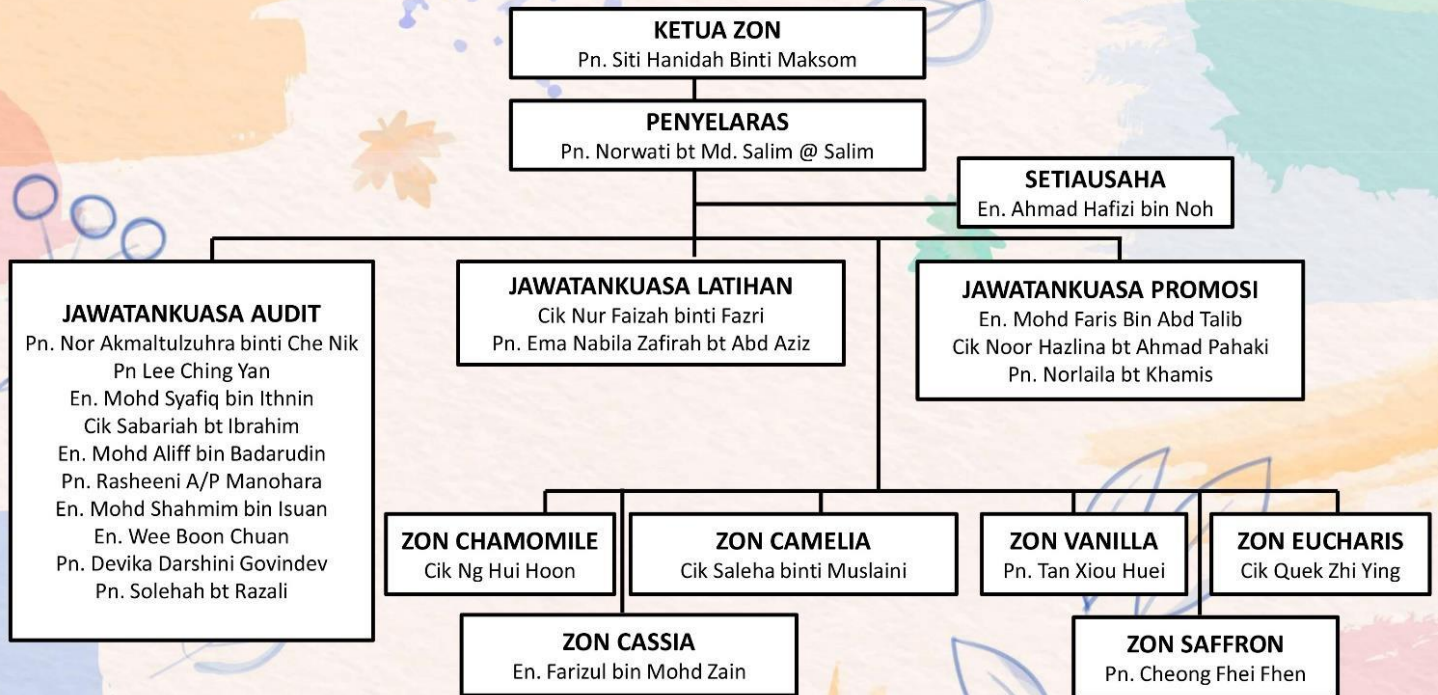 KETUA ZON
Pn. Siti Hanidah Binti Maksom
PENYELARAS
Pn. Norwati bt Md. Salim @ Salim
SETIAUSAHA
En. Ahmad Hafizi bin Noh
JAWATANKUASA AUDIT
Pn. Nor Akmaltulzuhra binti Che Nik
Pn Lee Ching Yan
En. Mohd Syafiq bin Ithnin
Cik Sabariah bt Ibrahim
En. Mohd Aliff bin Badarudin
Pn. Rasheeni A/P Manohara
En. Mohd Shahmim bin Isuan
En. Wee Boon Chuan
Pn. Devika Darshini Govindev
Pn. Solehah bt Razali
JAWATANKUASA LATIHAN
Cik Nur Faizah binti Fazri
Pn. Ema Nabila Zafirah bt Abd Aziz
JAWATANKUASA PROMOSI
En. Mohd Faris Bin Abd Talib
Cik Noor Hazlina bt Ahmad Pahaki
Pn. Norlaila bt Khamis
ZON CHAMOMILE
Cik Ng Hui Hoon
ZON CAMELIA
Cik Saleha binti Muslaini
ZON VANILLA
Pn. Tan Xiou Huei
ZON EUCHARIS
Cik Quek Zhi Ying
ZON CASSIA
En. Farizul bin Mohd Zain
ZON SAFFRON
Pn. Cheong Fhei Fhen